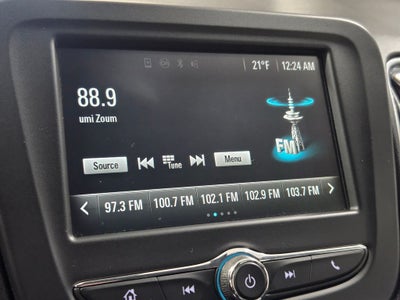 21°F 12:24 AM
88.9
umi Zoum
FM
Source Tune Menu
97.3 FM 100.7 FM 102.1 FM 102.9 FM 103.7 FM